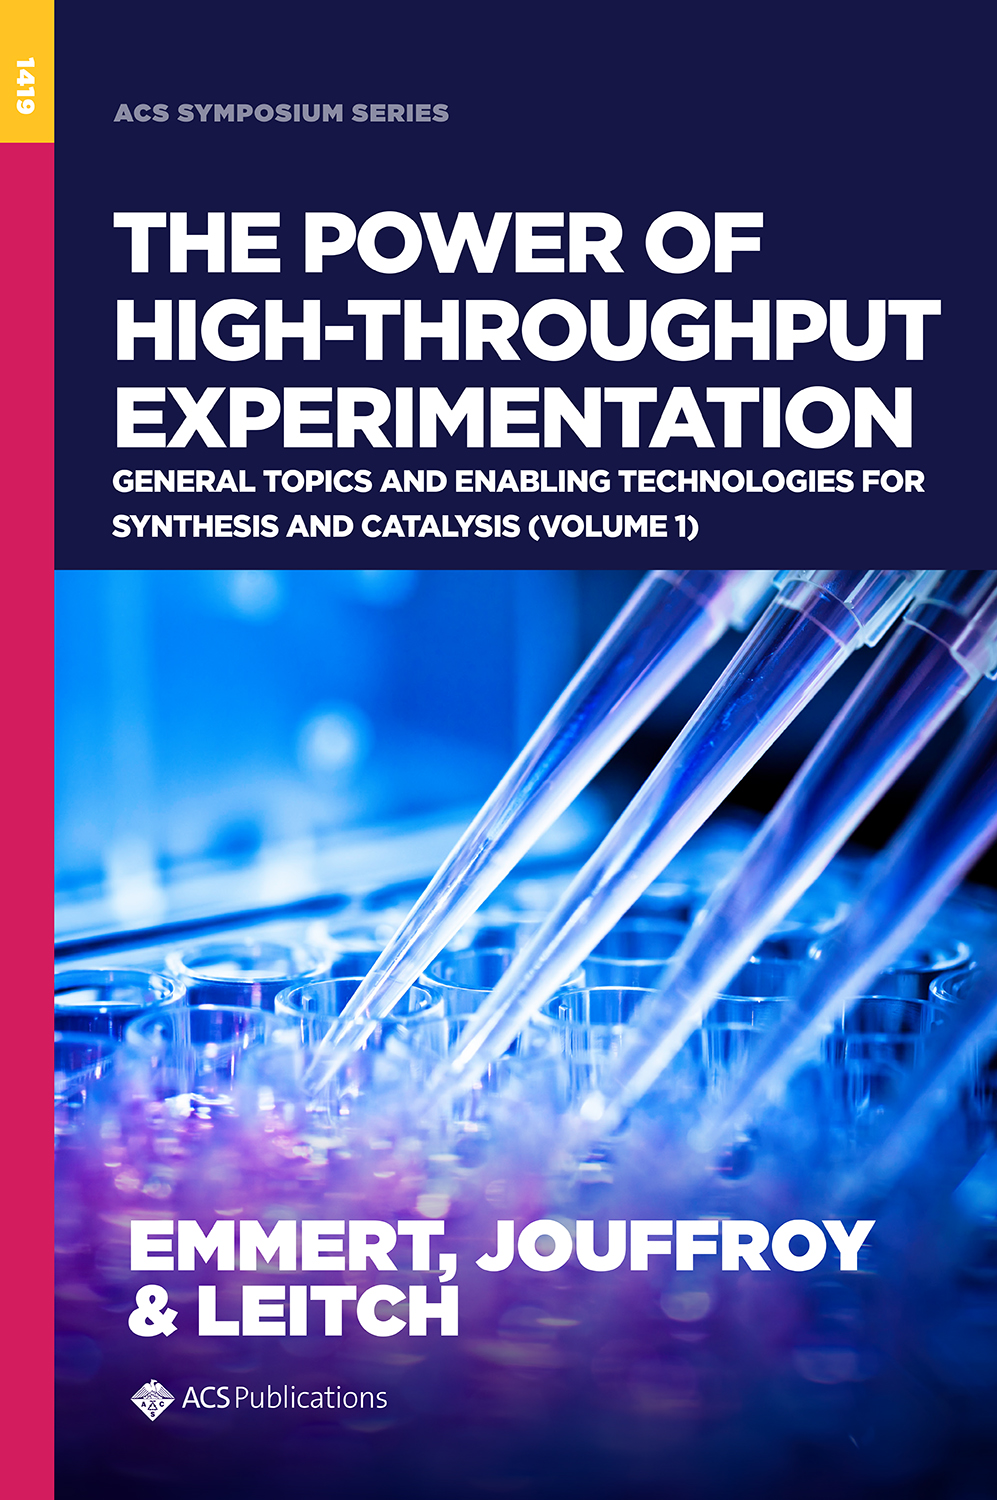 1419
ACS SYMPOSIUM SERIES
THE POWER OF
HIGH-THROUGHPUT
EXPERIMENTATION
GENERAL TOPICS AND ENABLING TECHNOLOGIES FOR
SYNTHESIS AND CATALYSIS (VOLUME 1)
EMMERT, JOUFFROY
& LEITCH
A C S
ACS Publications